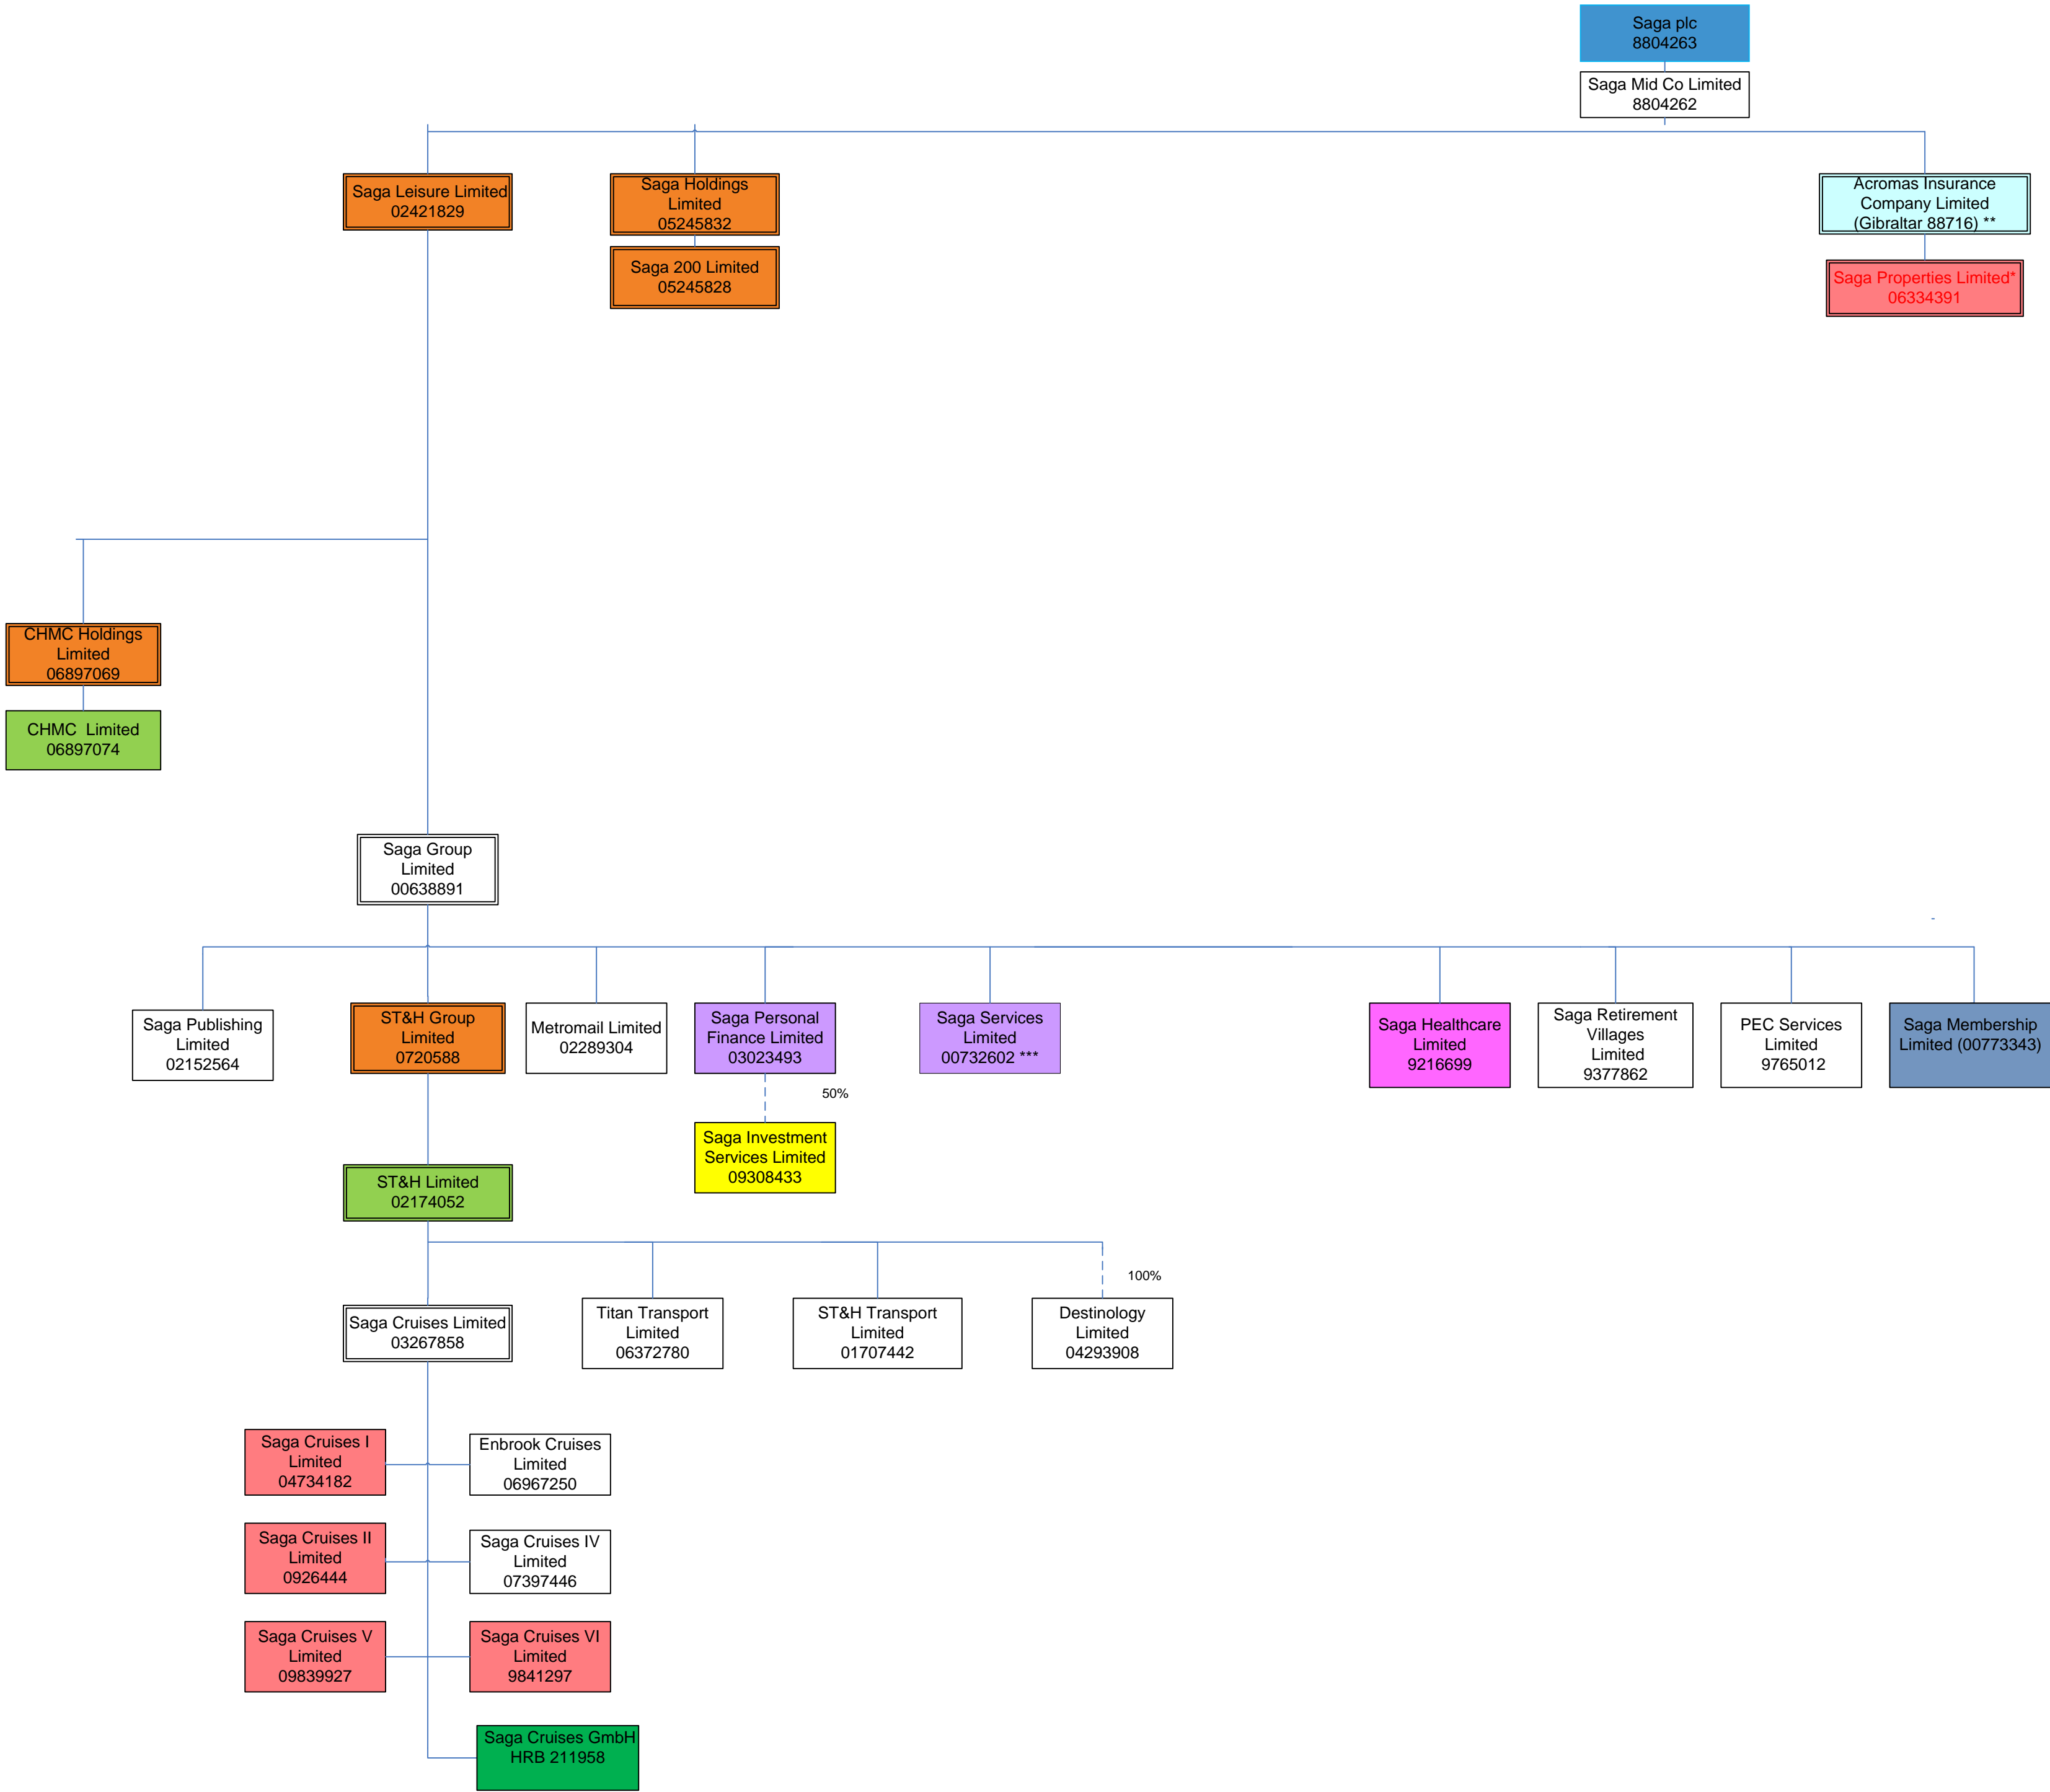 Saga plc
8804263
Saga Mid Co Limited
8804262
Saga Leisure Limited
02421829
Saga Holdings
Limited
05245832
Acromas Insurance
Company Limited
(Gibraltar 88716) **
Saga 200 Limited
05245828
Saga Properties Limited*
06334391
CHMC Holdings
Limited
06897069
CHMC  Limited
06897074
Saga Group
Limited
00638891
Saga Publishing
Limited
02152564
ST&H Group
Limited
0720588
Metromail Limited
02289304
Saga Personal
Finance Limited
03023493
Saga Services
Limited
00732602 ***
Saga Healthcare
Limited
9216699
Saga Retirement
Villages
Limited
9377862
PEC Services
Limited
9765012
Saga Membership
Limited (00773343)
50%
Saga Investment
Services Limited
09308433
ST&H Limited
02174052
100%
Saga Cruises Limited
03267858
Titan Transport
Limited
06372780
ST&H Transport
Limited
01707442
Destinology
Limited
04293908
Saga Cruises I
Limited
04734182
Enbrook Cruises
Limited
06967250
Saga Cruises II
Limited
0926444
Saga Cruises IV
Limited
07397446
Saga Cruises V
Limited
09839927
Saga Cruises VI
Limited
9841297
Saga Cruises GmbH
HRB 211958